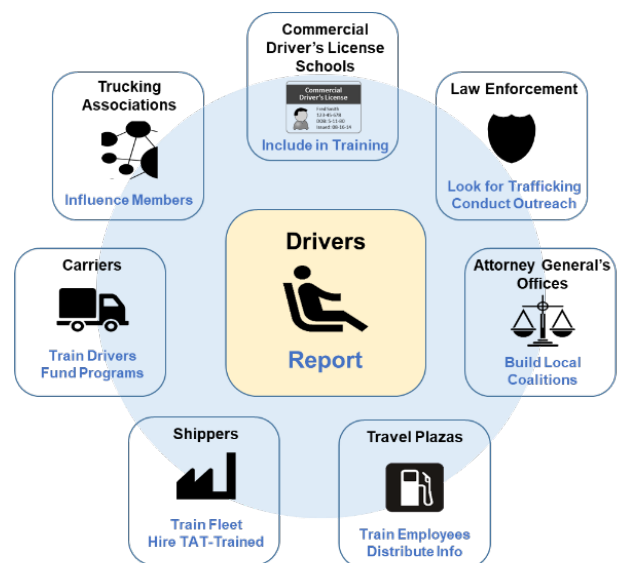 Commercial
Driver's License
Schools
Commercial
Driver's License
Include in Training
Trucking
Associations
Influence Members
Law Enforcement
Look for Trafficking
Conduct Outreach
Drivers
Report
Carriers
Train Drivers
Fund Programs
Attorney General's
Offices
Build Local
Coalitions
Shippers
Train Fleet
Hire TAT-Trained
Travel Plazas
Train Employees
Distribute Info